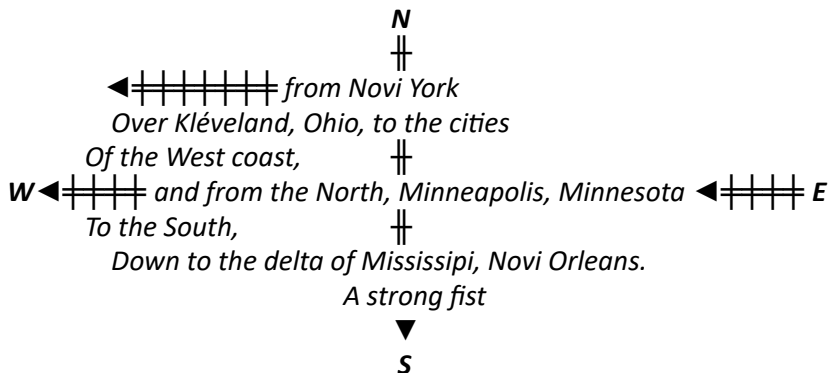 N
from Novi York
Over Kléveland, Ohio, to the cities
Of the West coast,
W and from the North, Minneapolis, Minnesota E
To the South,
Down to the delta of Mississipi, Novi Orleans.
A strong fist
S